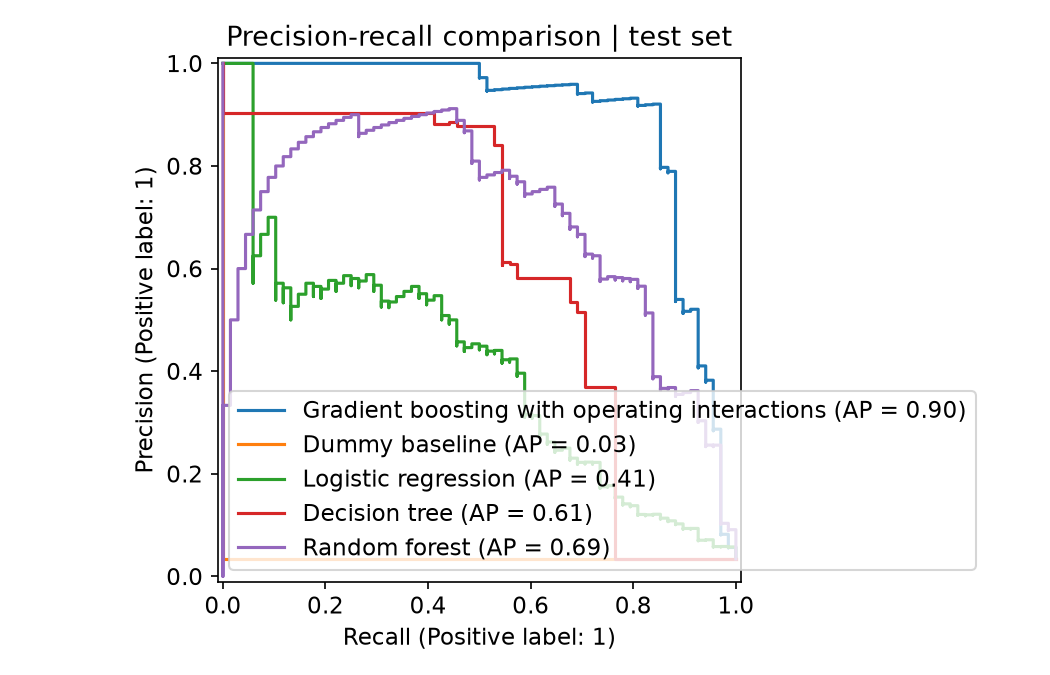 Precision-recall comparison | test set
Precision (Positive label: 1)
1.0
0.8
0.6
0.4
0.2
0.0
Gradient boosting with operating interactions (AP = 0.90)
Dummy baseline (AP = 0.03)
Logistic regression (AP = 0.41)
Decision tree (AP = 0.61)
Random forest (AP = 0.69)
0.0 0.2 0.4 0.6 0.8 1.0
Recall (Positive label: 1)